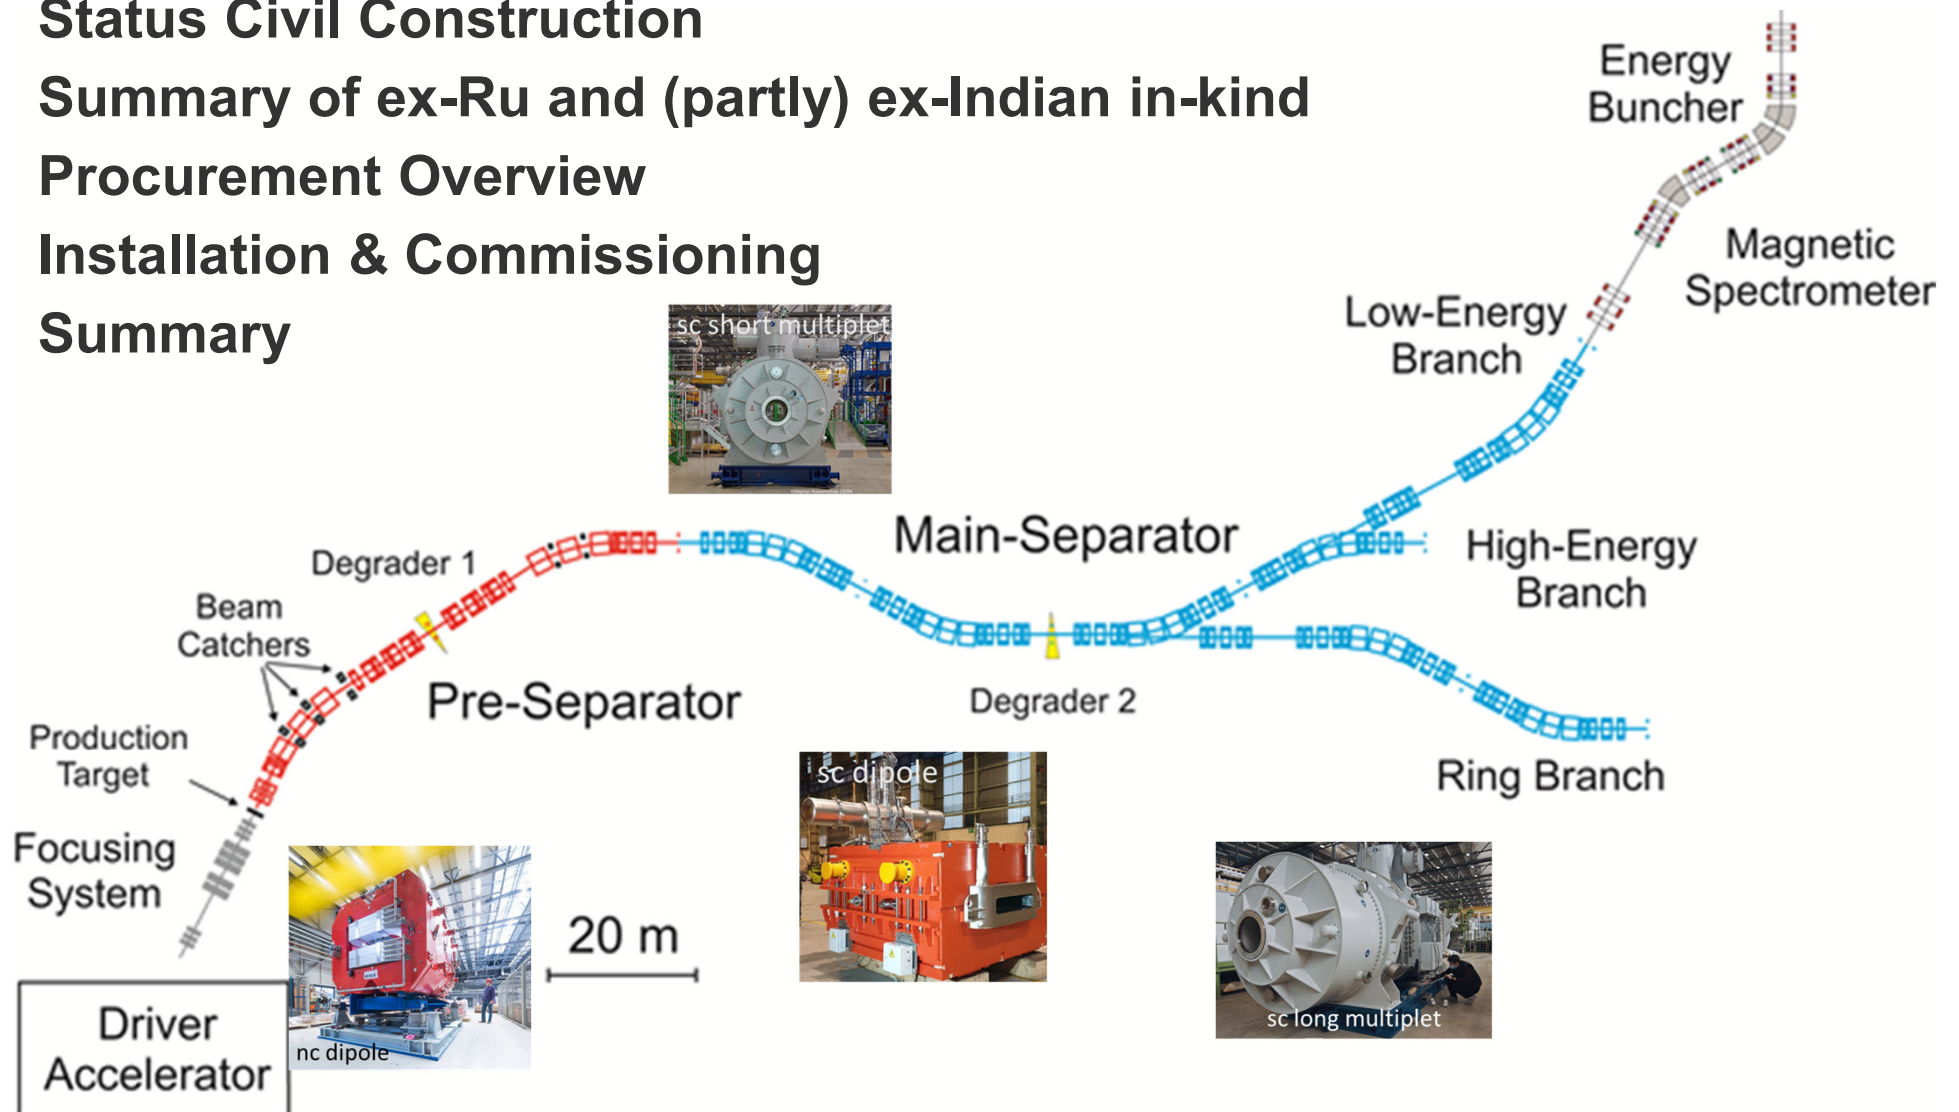 Status Civil Construction
Summary of ex-Ru and (partly) ex-Indian in-kind
Procurement Overview
Installation & Commissioning
Summary
Energy
Buncher
Magnetic
Spectrometer
Low-Energy
Branch
sc short multiplet
Main-Separator
High-Energy
Branch
Degrader 1
Beam
Catchers
Pre-Separator
Degrader 2
Production
Target
Ring Branch
sc dipole
Focusing
System
20 m
sc long multiplet
nc dipole
Driver
Accelerator